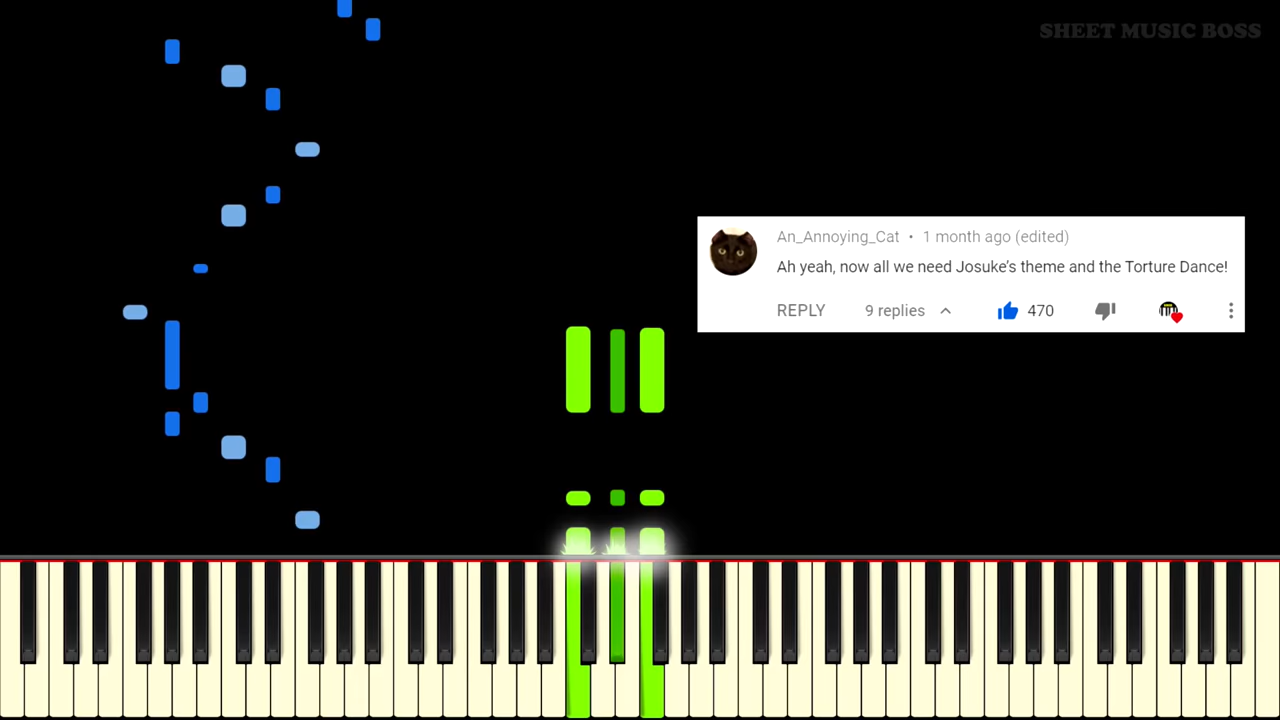 SHEET MUSIC BOSS
An_Annoying_Cat • 1 month ago (edited)
Ah yeah, now all we need Josuke's theme and the Torture Dance!
REPLY 9 replies 470